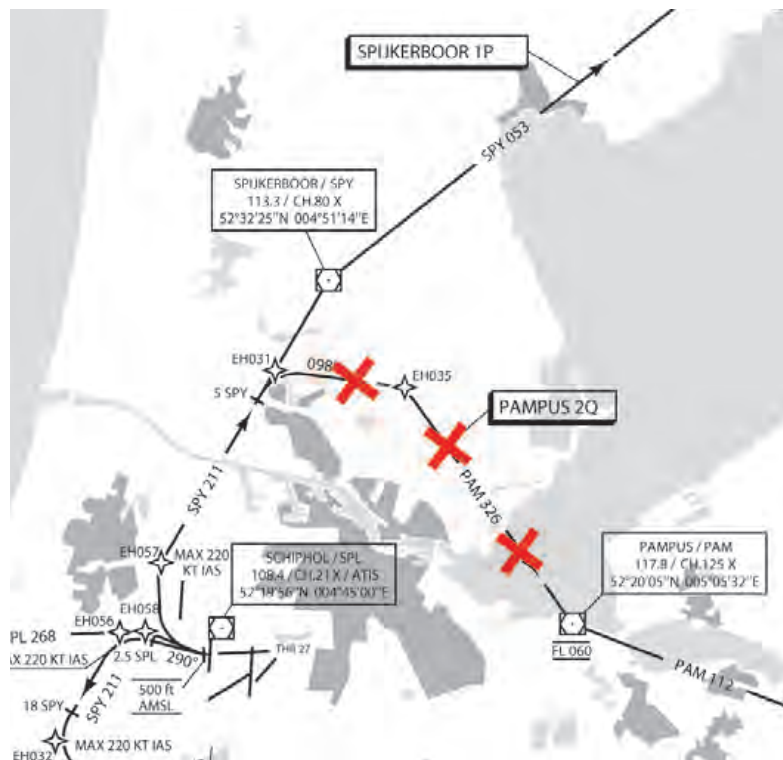 SPIJKERBOOR 1P
SPY 053
SPIJKERBOOR / SPY
113.3 / CH.80 X
52°32'25"N 004°51'14"E
EH031
098
EH035
5 SPY
PAMPUS 2Q
SPY 211
PAM 326
EH057
MAX 220
KT IAS
SCHIPHOL / SPL
108.4 / CH.21 X / ATIS
52°19'56"N 004°45'00"E
PAMPUS / PAM
117.8 / CH.125 X
52°20'05"N 005°05'32"E
EH056
EH058
PL 268
AX 220 KT IAS
2.5 SPL
290°
THR 27
FL 060
500 ft
AMSL
SPY 211
PAM 112
18 SPY
MAX 220 KT IAS
EH032